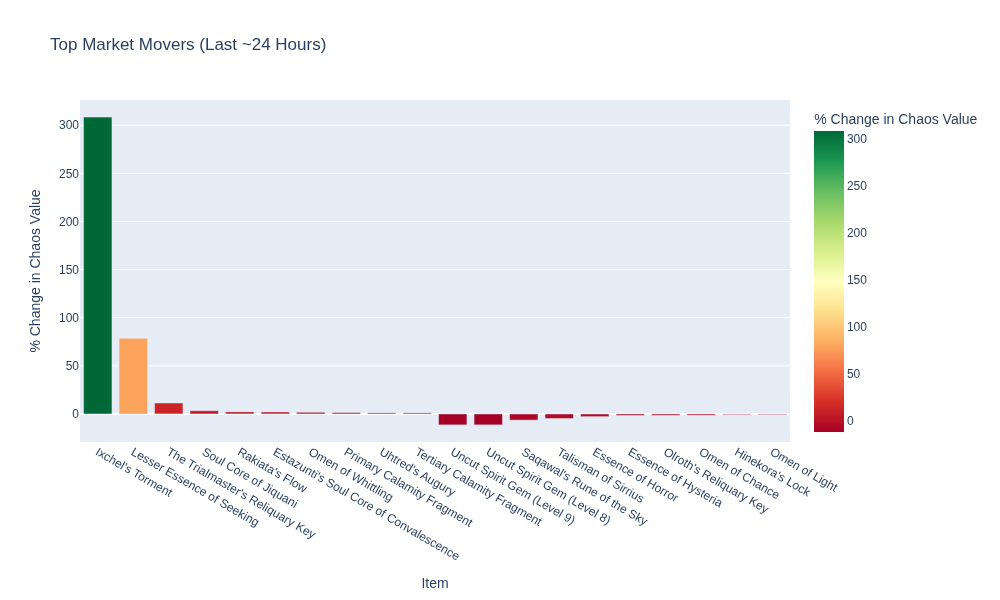 Top Market Movers (Last ~24 Hours)
% Change in Chaos Value
300
250
200
150
100
50
0
% Change in Chaos Value
300
250
200
150
100
50
0
Ixchel's Torment
Lesser Essence of Seeking
The Trialmaster's Reliquary Key
Soul Core of Jiquani
Rakiata's Flow
Estazunti's Soul Core of Convalescence
Omen of Whittling
Primary Calamity Fragment
Uhtred's Augury
Tertiary Calamity Fragment
Uncut Spirit Gem (Level 9)
Uncut Spirit Gem (Level 8)
Saqawal's Rune of the Sky
Talisman of Sirrius
Essence of Horror
Essence of Hysteria
Olroth's Reliquary Key
Omen of Chance
Hinekora's Lock
Omen of Light
Item